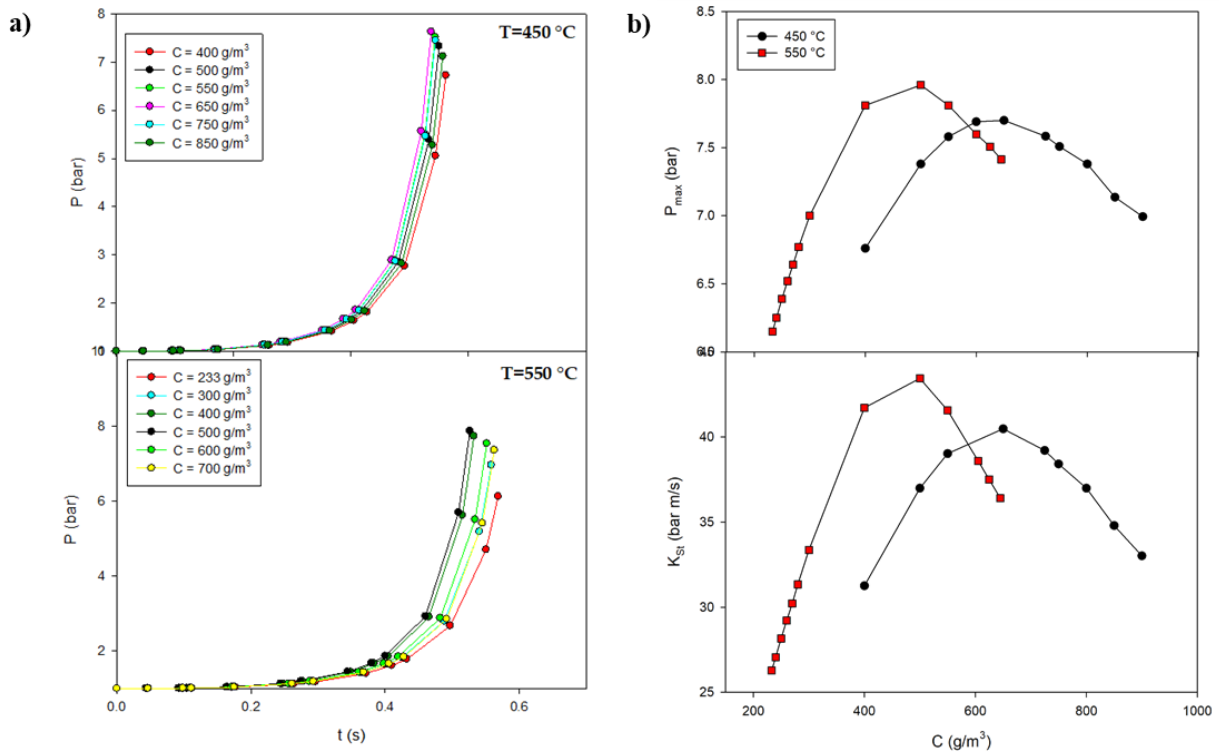 a)
T=450 °C
C = 400 g/m³
C = 500 g/m³
C = 550 g/m³
C = 650 g/m³
C = 750 g/m³
C = 850 g/m³
8
7
6
5
4
3
2
P (bar)
T=550 °C
C = 233 g/m³
C = 300 g/m³
C = 400 g/m³
C = 500 g/m³
C = 600 g/m³
C = 700 g/m³
8
6
4
2
P (bar)
0.0 0.2 0.4 0.6
t (s)
b)
450 °C
550 °C
8.5
8.0
7.5
7.0
6.5
Pmax (bar)
40
35
30
25
KSt (bar m/s)
200 400 600 800 1000
C (g/m³)